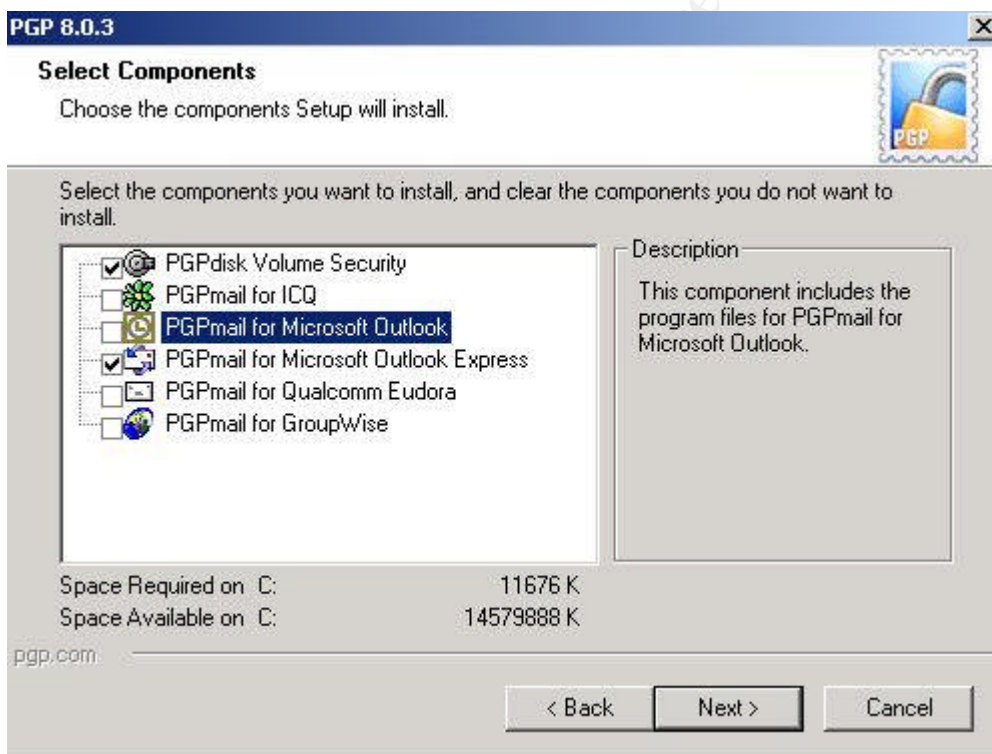 PGP 8.0.3
Select Components
Choose the components Setup will install.
PGP
Select the components you want to install, and clear the components you do not want to
install.
PGPdisk Volume Security
PGPmail for ICQ
PGPmail for Microsoft Outlook
PGPmail for Microsoft Outlook Express
PGPmail for Qualcomm Eudora
PGPmail for GroupWise
Description
This component includes the
program files for PGPmail for
Microsoft Outlook.
Space Required on C: 11676 K
Space Available on C: 14579888 K
pgp.com
< Back
Next >
Cancel